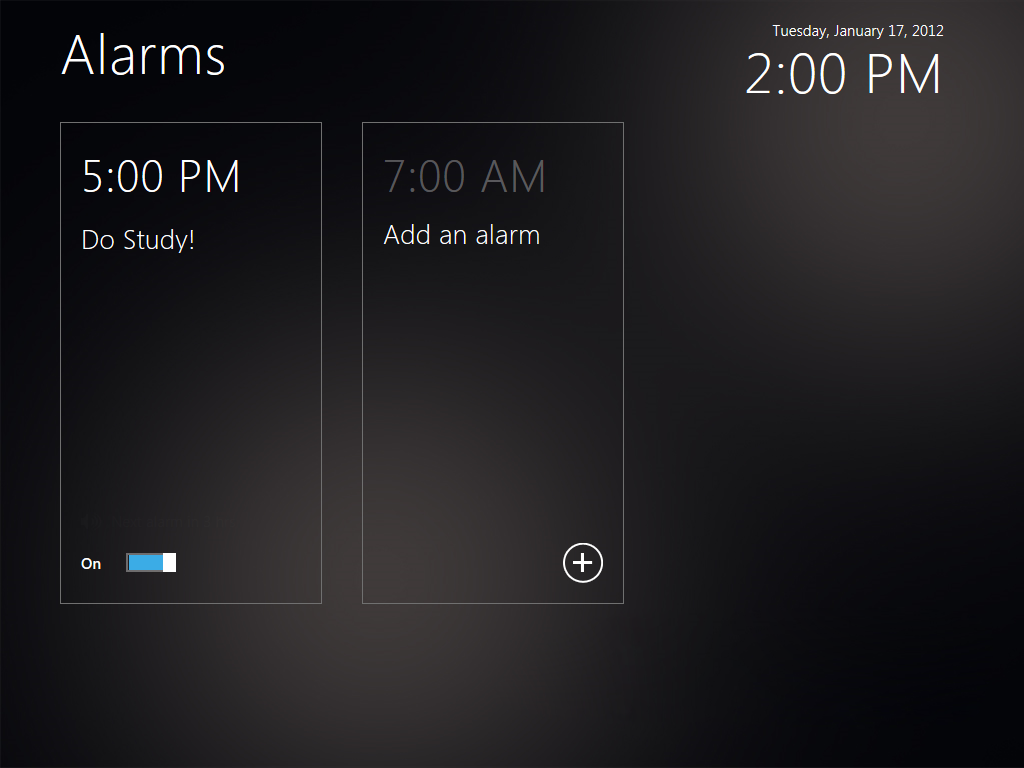 Alarms
Tuesday, January 17, 2012
2:00 PM
5:00 PM
Do Study!
On
7:00 AM
Add an alarm